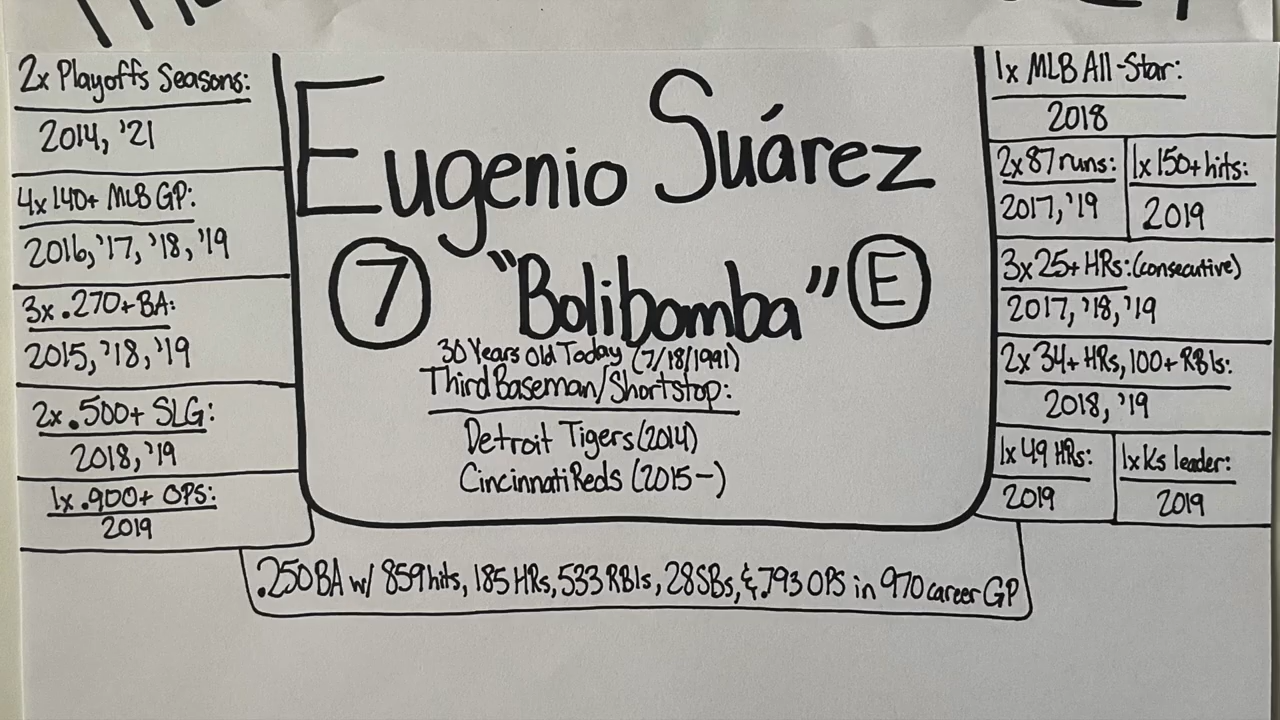 2x Playoffs Seasons:
2014, '21
4x 140+ MLB GP:
2016, '17, '18, '19
3x .270+ BA:
2015, '18, '19
2x .500+ SLG:
2018, '19
1x .900+ OPS:
2019
Eugenio Suárez
7 "Bolibomba" E
30 Years Old Today (7/18/1991)
Third Baseman/Shortstop:
Detroit Tigers (2014)
Cincinnati Reds (2015-)
1x MLB All-Star:
2018
2x 87 runs:
2017, '19
1x 150+ hits:
2019
3x 25+ HRs: (consecutive)
2017, '18, '19
2x 34+ HRs, 100+ RBIs:
2018, '19
1x 49 HRs:
2019
1x Ks leader:
2019
.250 BA w/ 859 hits, 185 HRs, 533 RBIs, 28 SBs, & .793 OPS in 970 career GP